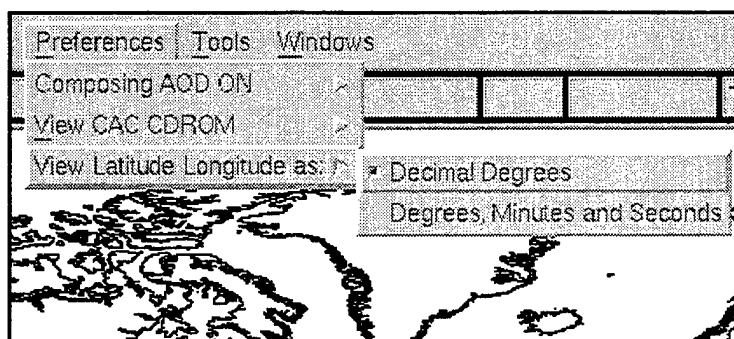 Preferences Tools Windows
Composing AOD ON
View CAC CDROM
View Latitude Longitude as:
Decimal Degrees
Degrees, Minutes and Seconds